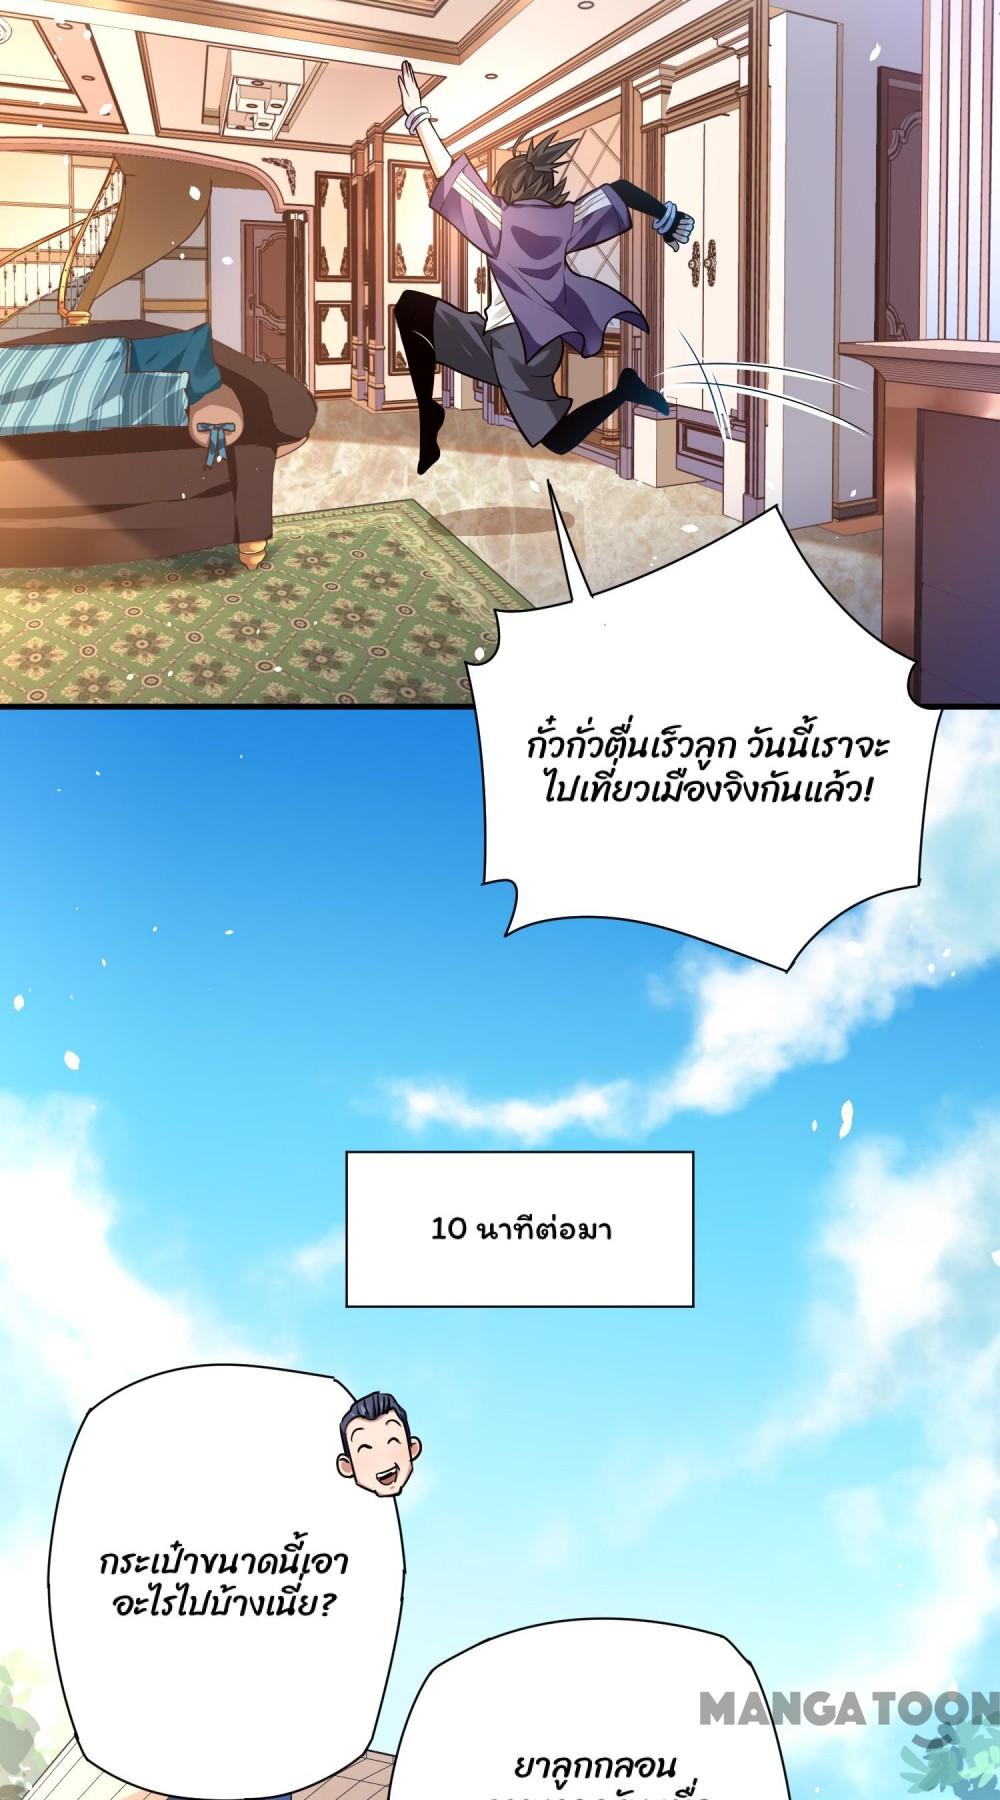 กั๋วกั่วตื่นเร็วลูก วันนี้เราจะ
ไปเที่ยวเมืองจิงกันแล้ว!
10 นาทีต่อมา
กระเป๋าขนาดนี้เอา
อะไรไปบ้างเนี่ย?
MANGATOON
ยาลูกกลอน